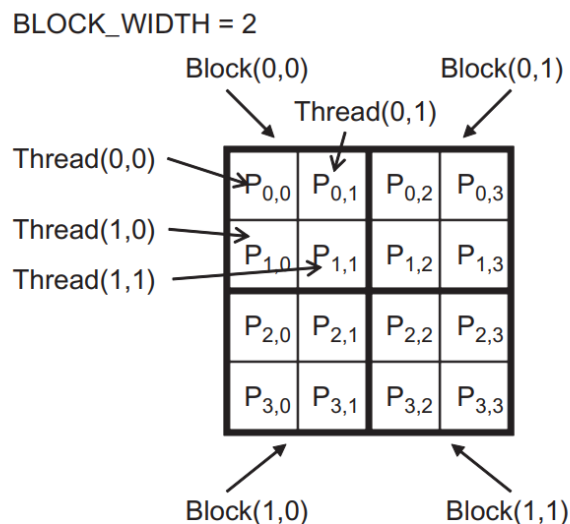 BLOCK_WIDTH = 2
Block(0,0) Block(0,1)
Thread(0,1)
Thread(0,0)
P0,0 P0,1 P0,2 P0,3
Thread(1,0)
P1,0 P1,1 P1,2 P1,3
Thread(1,1)
P2,0 P2,1 P2,2 P2,3
P3,0 P3,1 P3,2 P3,3
Block(1,0) Block(1,1)